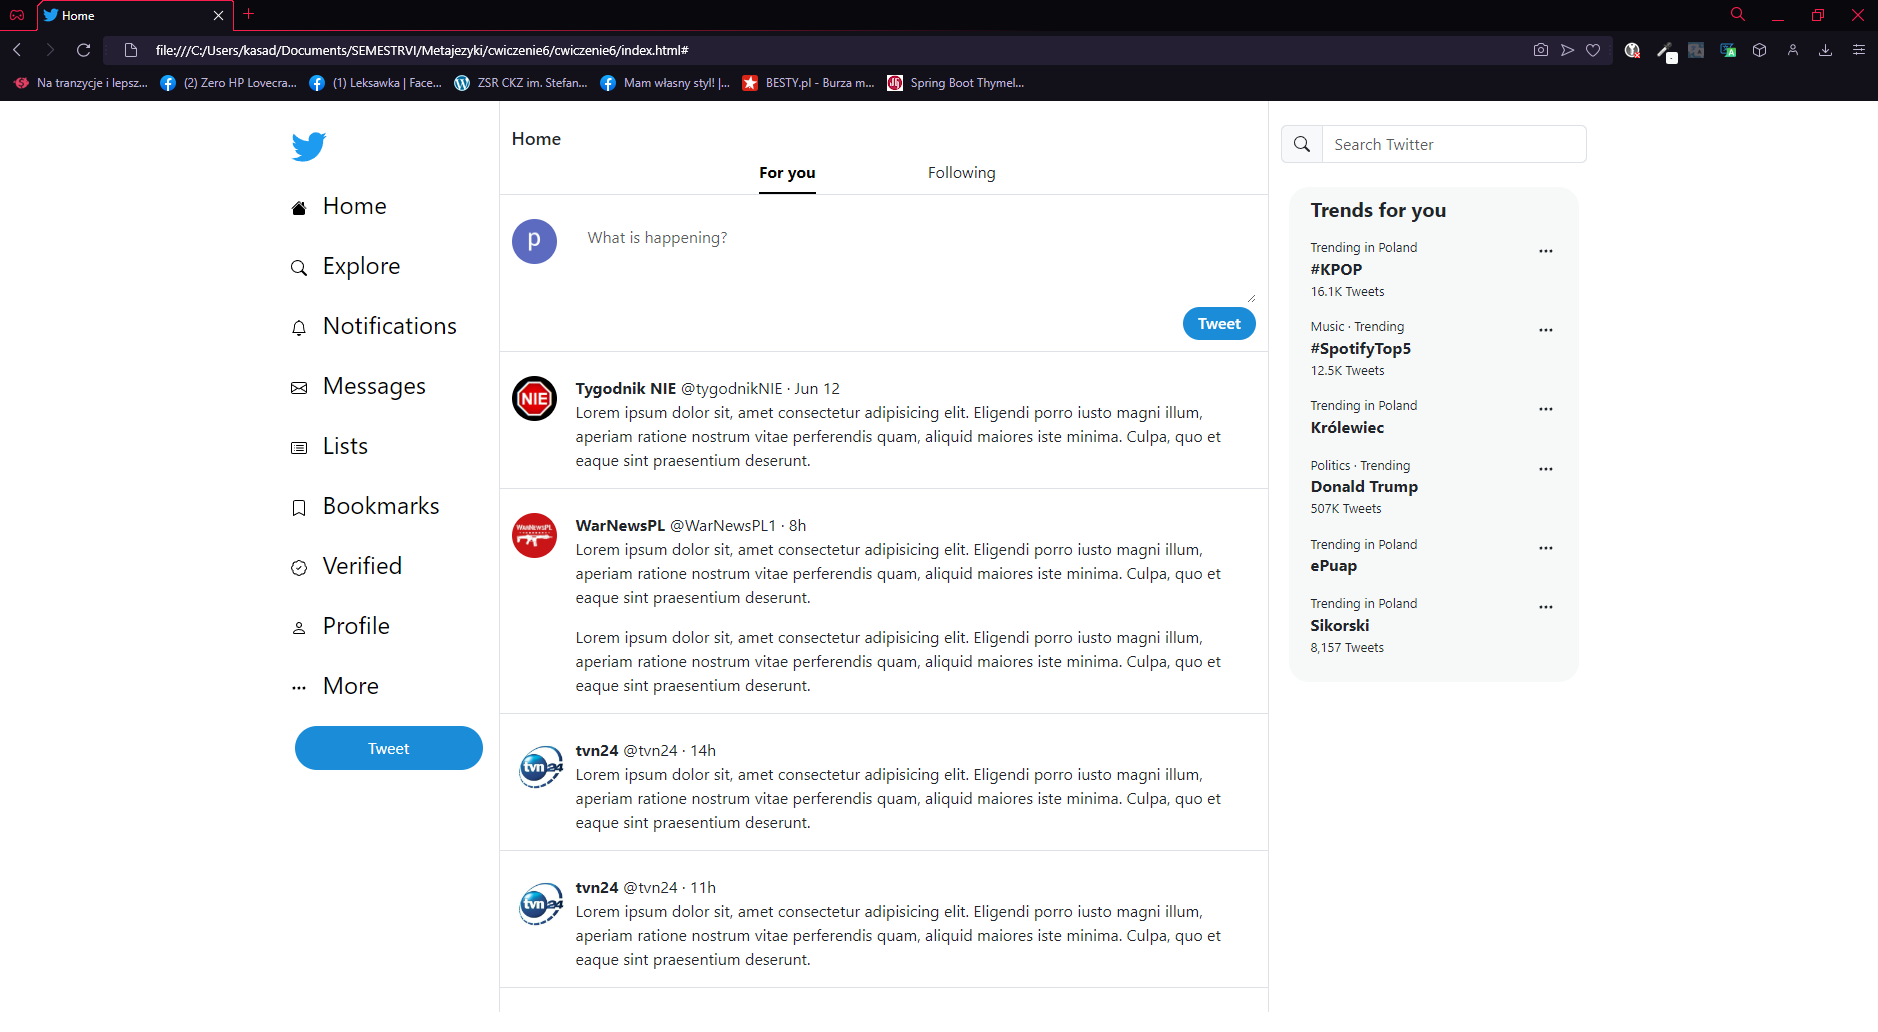 Home
file:///C:/Users/kasad/Documents/SEMESTRVI/Metajezyki/cwiczenie6/cwiczenie6/index.html#
Na tranzycje i lepsz... (2) Zero HP Lovecra... (1) Leksawka | Face... ZSR CKZ im. Stefan... Mam własny styl! |... BESTY.pl - Burza m... Spring Boot Thymel...
Home
Explore
Notifications
Messages
Lists
Bookmarks
Verified
Profile
More
Tweet
Home
For you Following
p
What is happening?
Tweet
NIE
Tygodnik NIE @tygodnikNIE · Jun 12
Lorem ipsum dolor sit, amet consectetur adipisicing elit. Eligendi porro iusto magni illum,
aperiam ratione nostrum vitae perferendis quam, aliquid maiores iste minima. Culpa, quo et
eaque sint praesentium deserunt.
WARNEWSPL
WarNewsPL @WarNewsPL1 · 8h
Lorem ipsum dolor sit, amet consectetur adipisicing elit. Eligendi porro iusto magni illum,
aperiam ratione nostrum vitae perferendis quam, aliquid maiores iste minima. Culpa, quo et
eaque sint praesentium deserunt.
Lorem ipsum dolor sit, amet consectetur adipisicing elit. Eligendi porro iusto magni illum,
aperiam ratione nostrum vitae perferendis quam, aliquid maiores iste minima. Culpa, quo et
eaque sint praesentium deserunt.
tvn24
tvn24 @tvn24 · 14h
Lorem ipsum dolor sit, amet consectetur adipisicing elit. Eligendi porro iusto magni illum,
aperiam ratione nostrum vitae perferendis quam, aliquid maiores iste minima. Culpa, quo et
eaque sint praesentium deserunt.
tvn24
tvn24 @tvn24 · 11h
Lorem ipsum dolor sit, amet consectetur adipisicing elit. Eligendi porro iusto magni illum,
aperiam ratione nostrum vitae perferendis quam, aliquid maiores iste minima. Culpa, quo et
eaque sint praesentium deserunt.
Search Twitter
Trends for you
Trending in Poland
#KPOP
16.1K Tweets
Music · Trending
#SpotifyTop5
12.5K Tweets
Trending in Poland
Królewiec
Politics · Trending
Donald Trump
507K Tweets
Trending in Poland
ePuap
Trending in Poland
Sikorski
8,157 Tweets